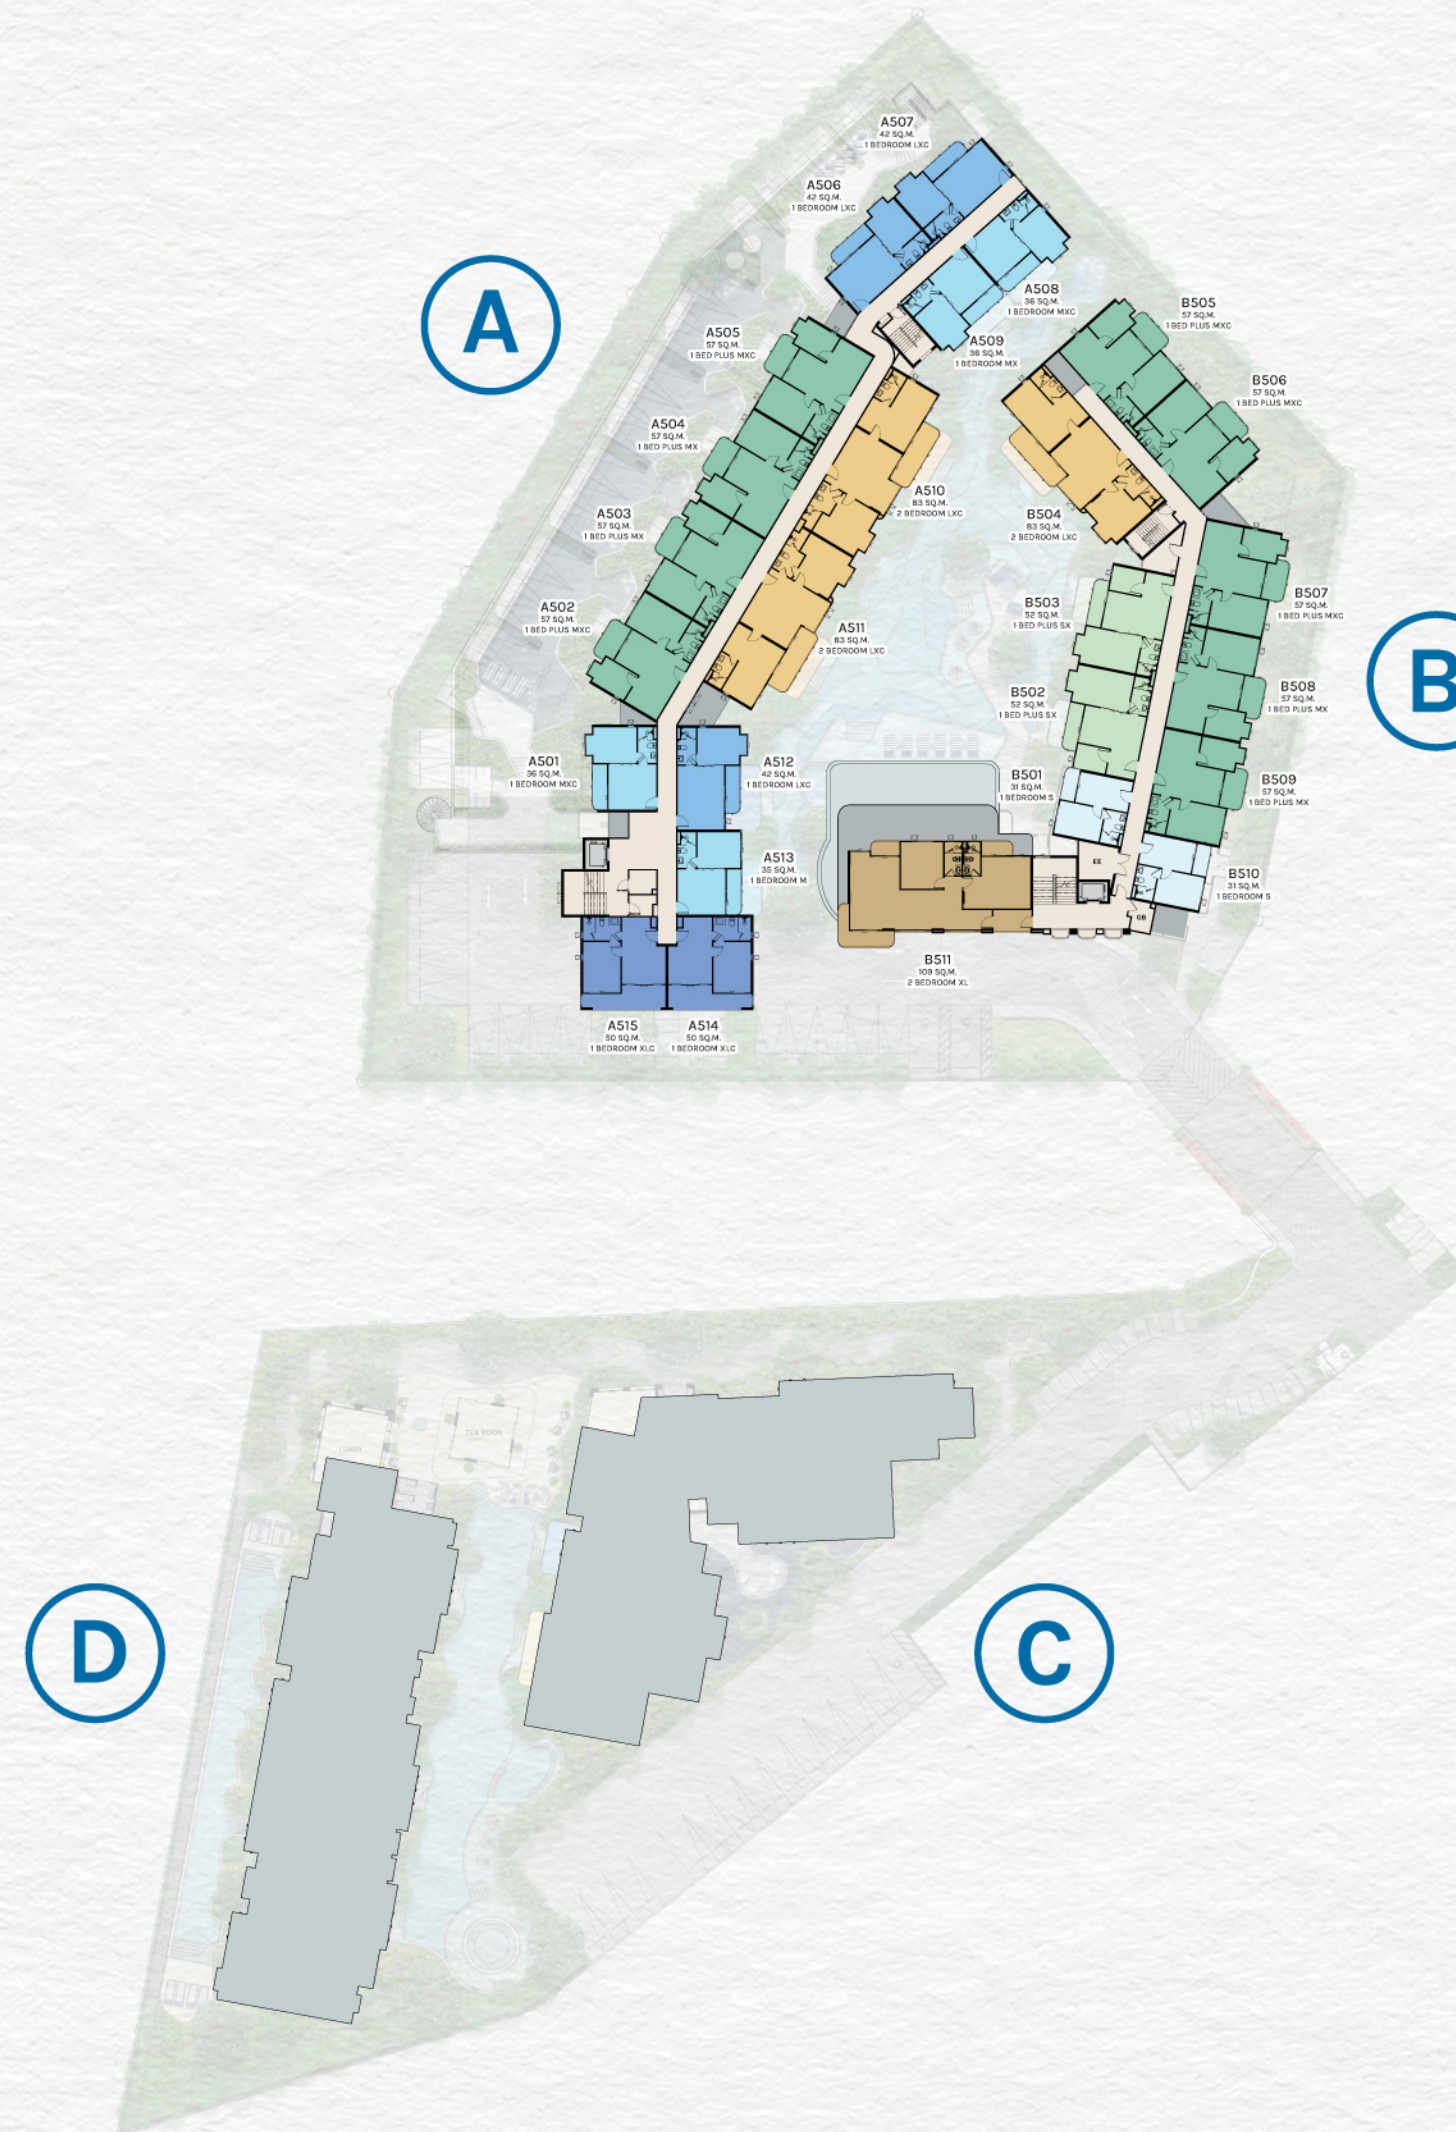 A507
42 SQ.M.
1 BEDROOM LXC
A506
42 SQ.M.
1 BEDROOM LXC
A
A508
36 SQ.M.
1 BEDROOM MXC
A505
57 SQ.M.
1 BED PLUS MXC
A509
36 SQ.M.
1 BEDROOM MX
B505
57 SQ.M.
1 BED PLUS MXC
B506
57 SQ.M.
1 BED PLUS MXC
A504
57 SQ.M.
1 BED PLUS MX
A510
83 SQ.M.
2 BEDROOM LXC
B504
83 SQ.M.
2 BEDROOM LXC
A503
57 SQ.M.
1 BED PLUS MX
A502
57 SQ.M.
1 BED PLUS MXC
A511
83 SQ.M.
2 BEDROOM LXC
B503
52 SQ.M.
1 BED PLUS SX
B507
57 SQ.M.
1 BED PLUS MXC
B
B502
52 SQ.M.
1 BED PLUS SX
B508
57 SQ.M.
1 BED PLUS MX
A501
36 SQ.M.
1 BEDROOM MXC
A512
42 SQ.M.
1 BEDROOM LXC
B501
31 SQ.M.
1 BEDROOM S
B509
57 SQ.M.
1 BED PLUS MX
A513
35 SQ.M.
1 BEDROOM M
EE
B510
31 SQ.M.
1 BEDROOM S
GB
B511
109 SQ.M.
2 BEDROOM XL
A515
50 SQ.M.
1 BEDROOM XLC
A514
50 SQ.M.
1 BEDROOM XLC
TEA ROOM
LOBBY
D
C